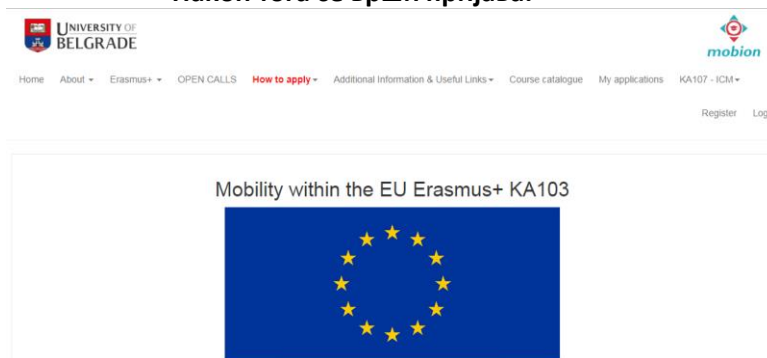 Након тога се врши пријава.
UNIVERSITY OF
BELGRADE
mobion
Home About Erasmus+ OPEN CALLS How to apply Additional Information & Useful Links Course catalogue My applications KA107 - ICM
Register Log
Mobility within the EU Erasmus+ KA103